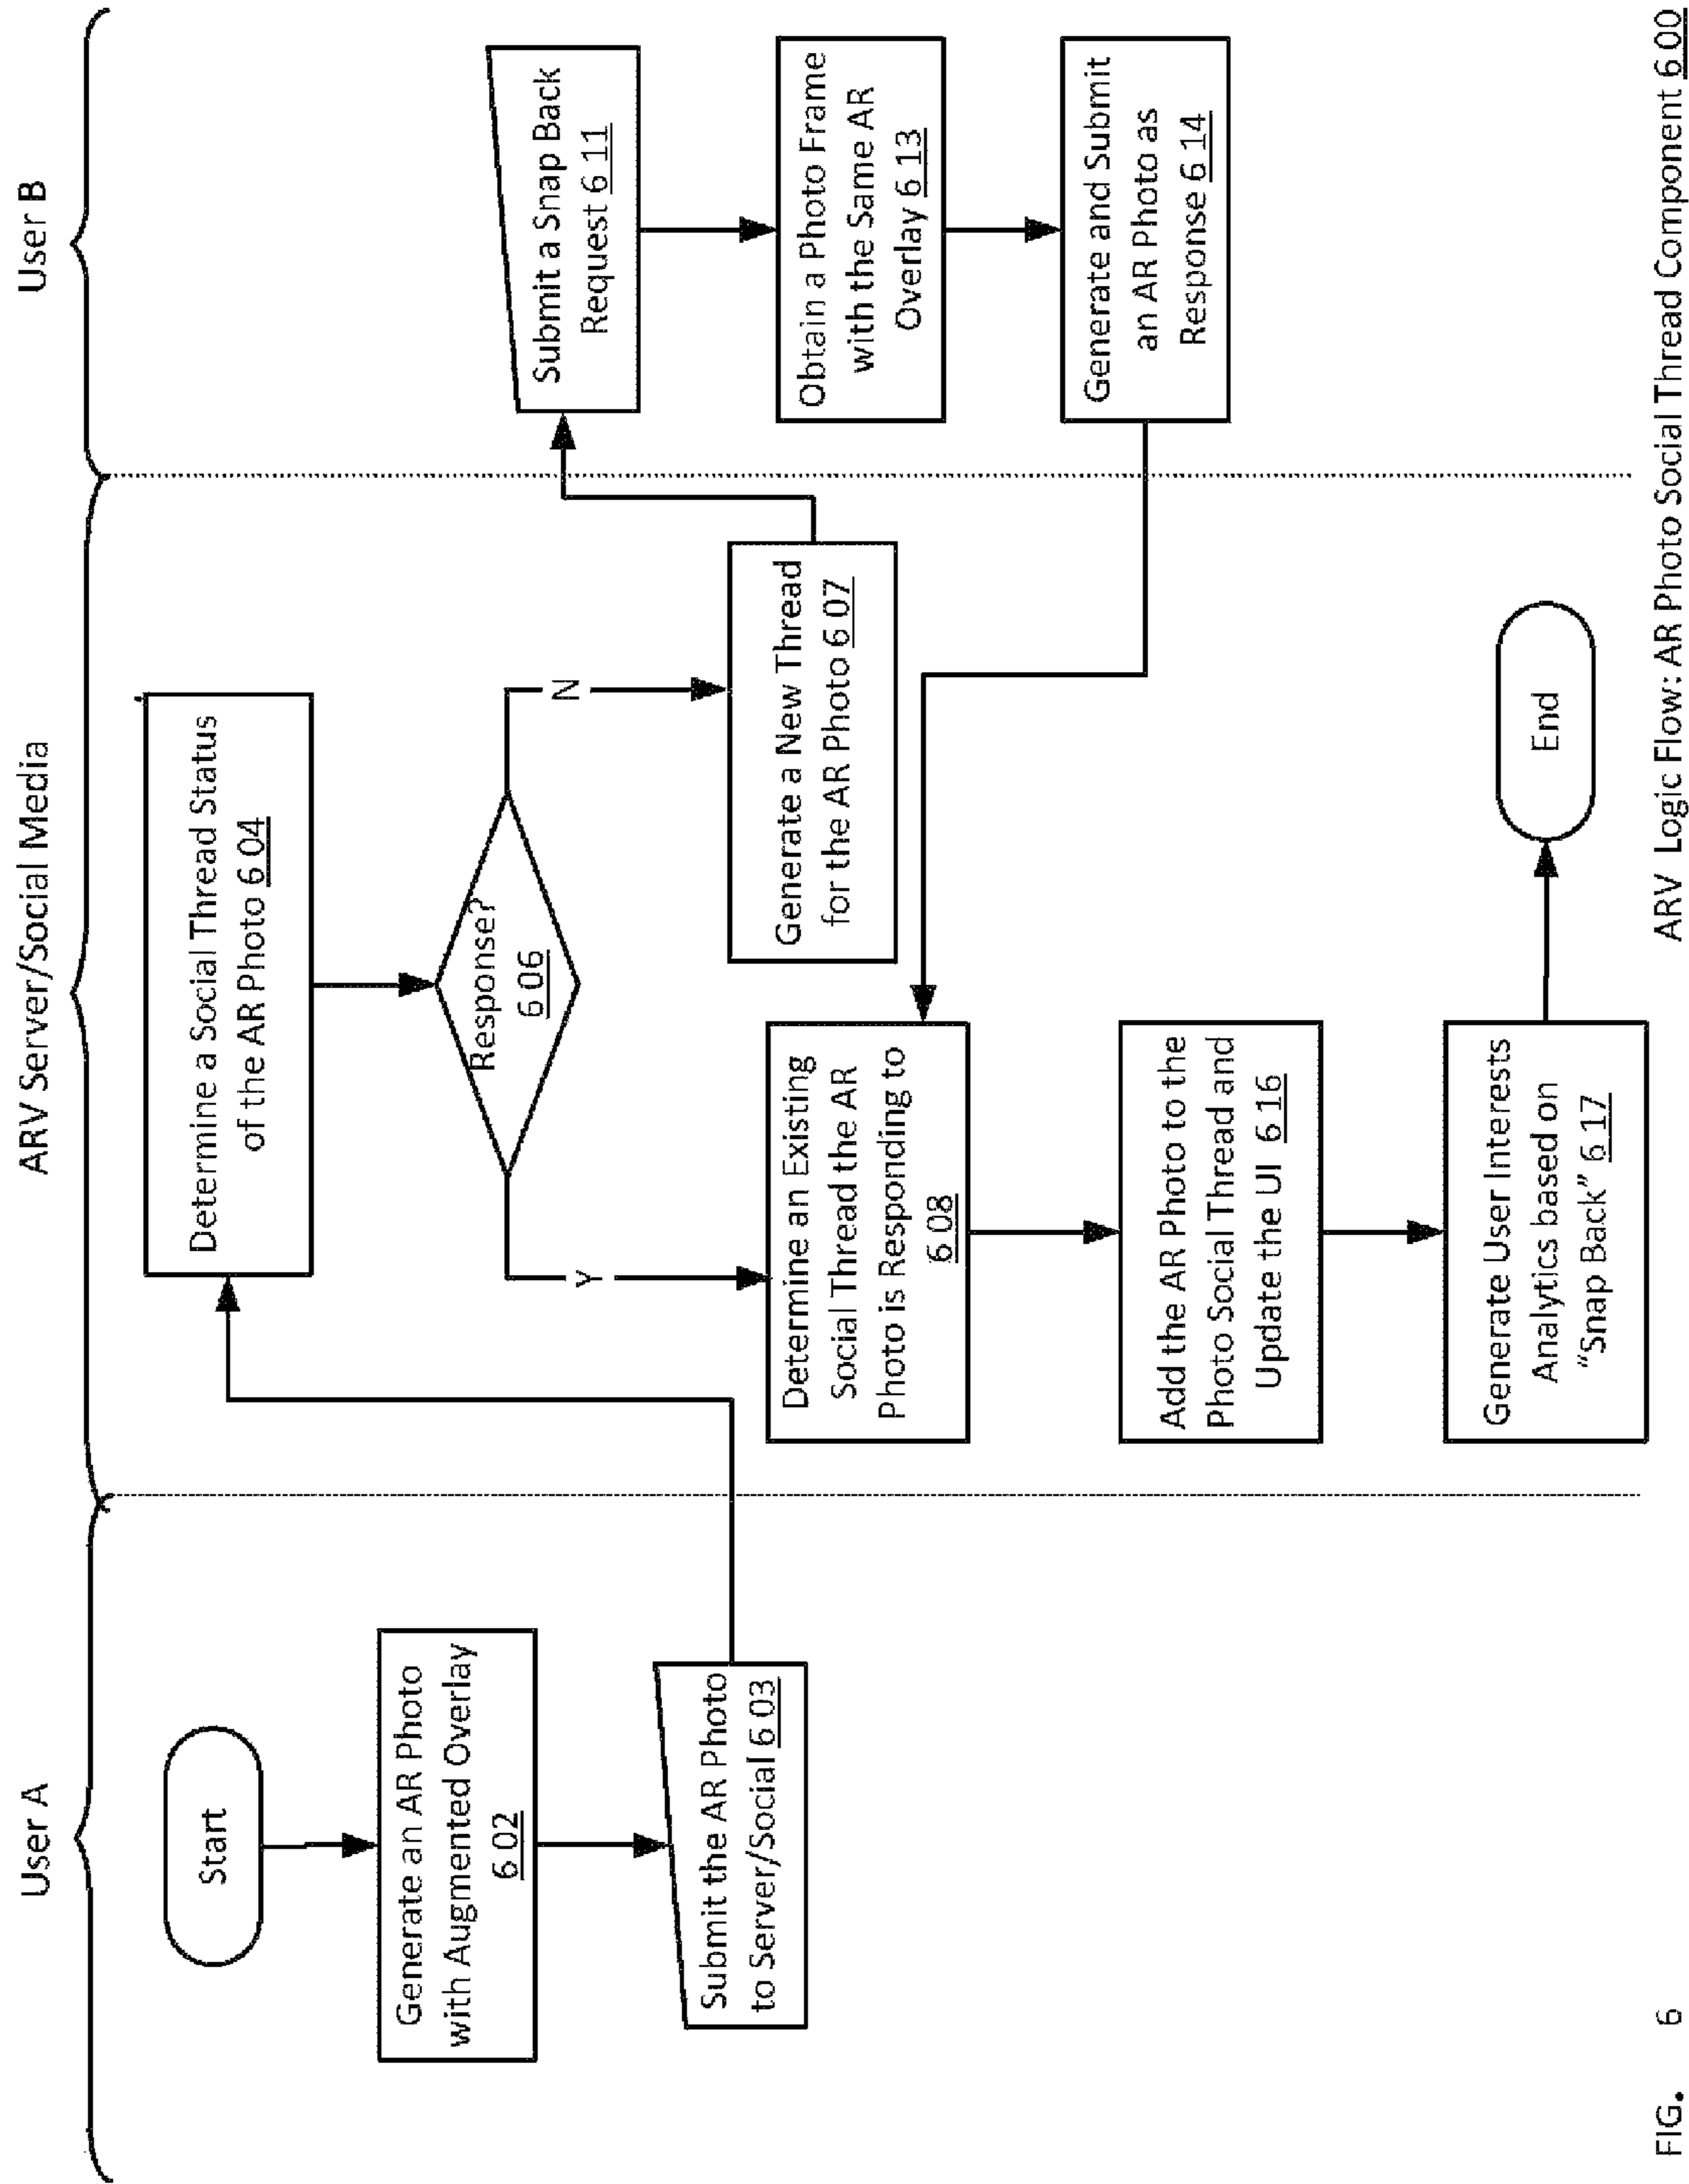 User A
ARV Server/Social Media
User B
Start
Generate an AR Photo
with Augmented Overlay
6 02
Submit the AR Photo
to Server/Social 6 03
Determine a Social Thread Status
of the AR Photo 6 04
Response?
6 06
Y
N
Generate a New Thread
for the AR Photo 6 07
Determine an Existing
Social Thread the AR
Photo is Responding to
6 08
Add the AR Photo to the
Photo Social Thread and
Update the UI 6 16
Generate User Interests
Analytics based on
“Snap Back” 6 17
End
Submit a Snap Back
Request 6 11
Obtain a Photo Frame
with the Same AR
Overlay 6 13
Generate and Submit
an AR Photo as
Response 6 14
FIG. 6
ARV Logic Flow: AR Photo Social Thread Component 6 00